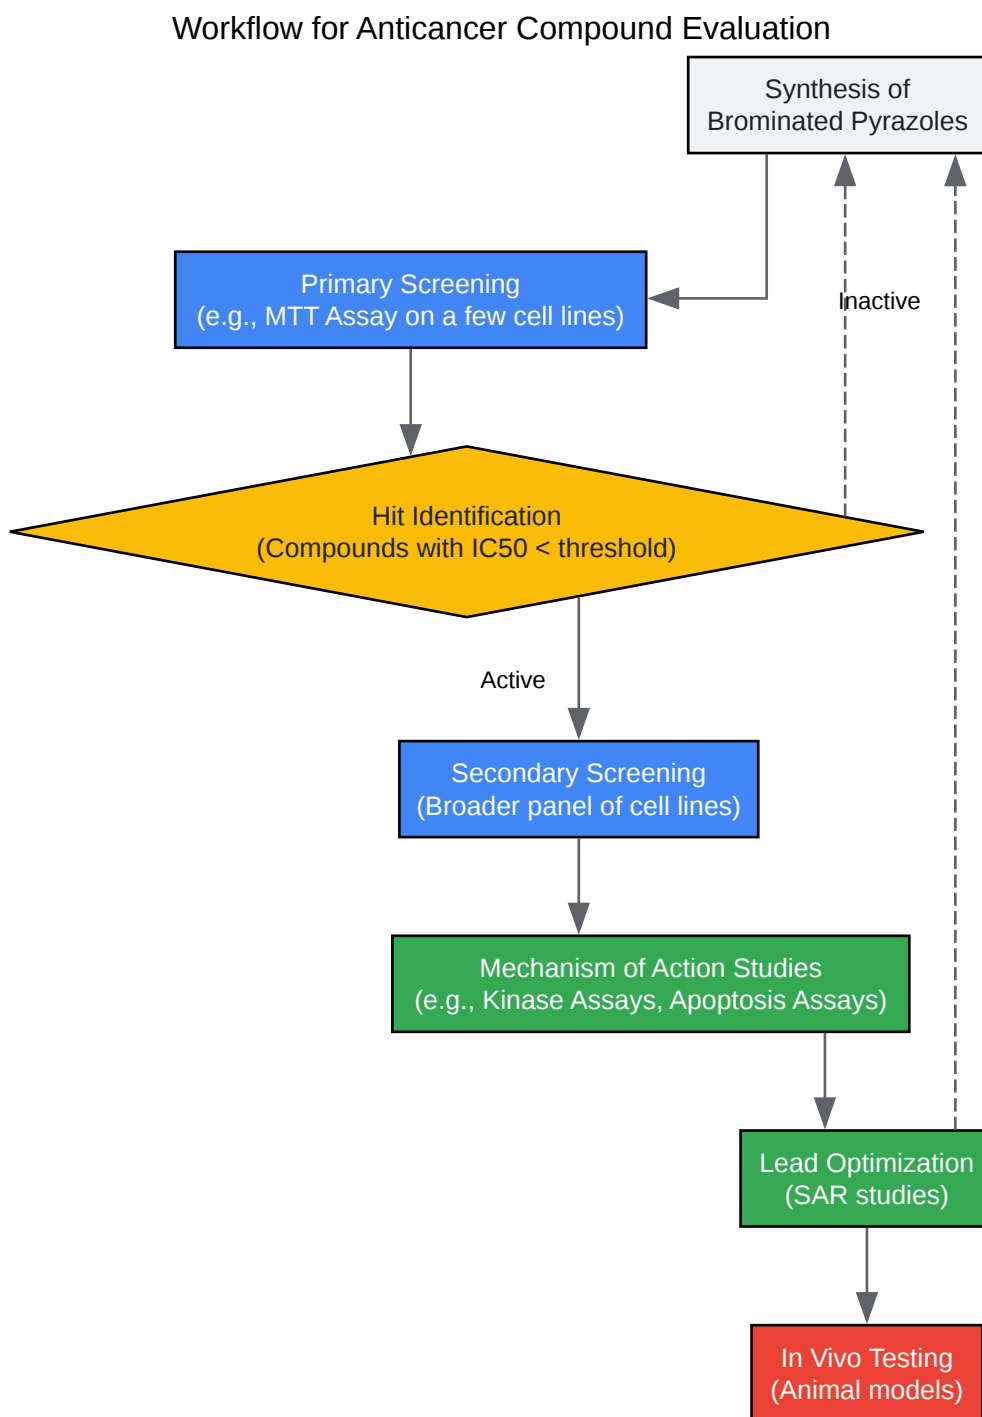 Workflow for Anticancer Compound Evaluation
Synthesis of
Brominated Pyrazoles
Primary Screening
(e.g., MTT Assay on a few cell lines)
Inactive
Hit Identification
(Compounds with IC50 < threshold)
Active
Secondary Screening
(Broader panel of cell lines)
Mechanism of Action Studies
(e.g., Kinase Assays, Apoptosis Assays)
Lead Optimization
(SAR studies)
In Vivo Testing
(Animal models)